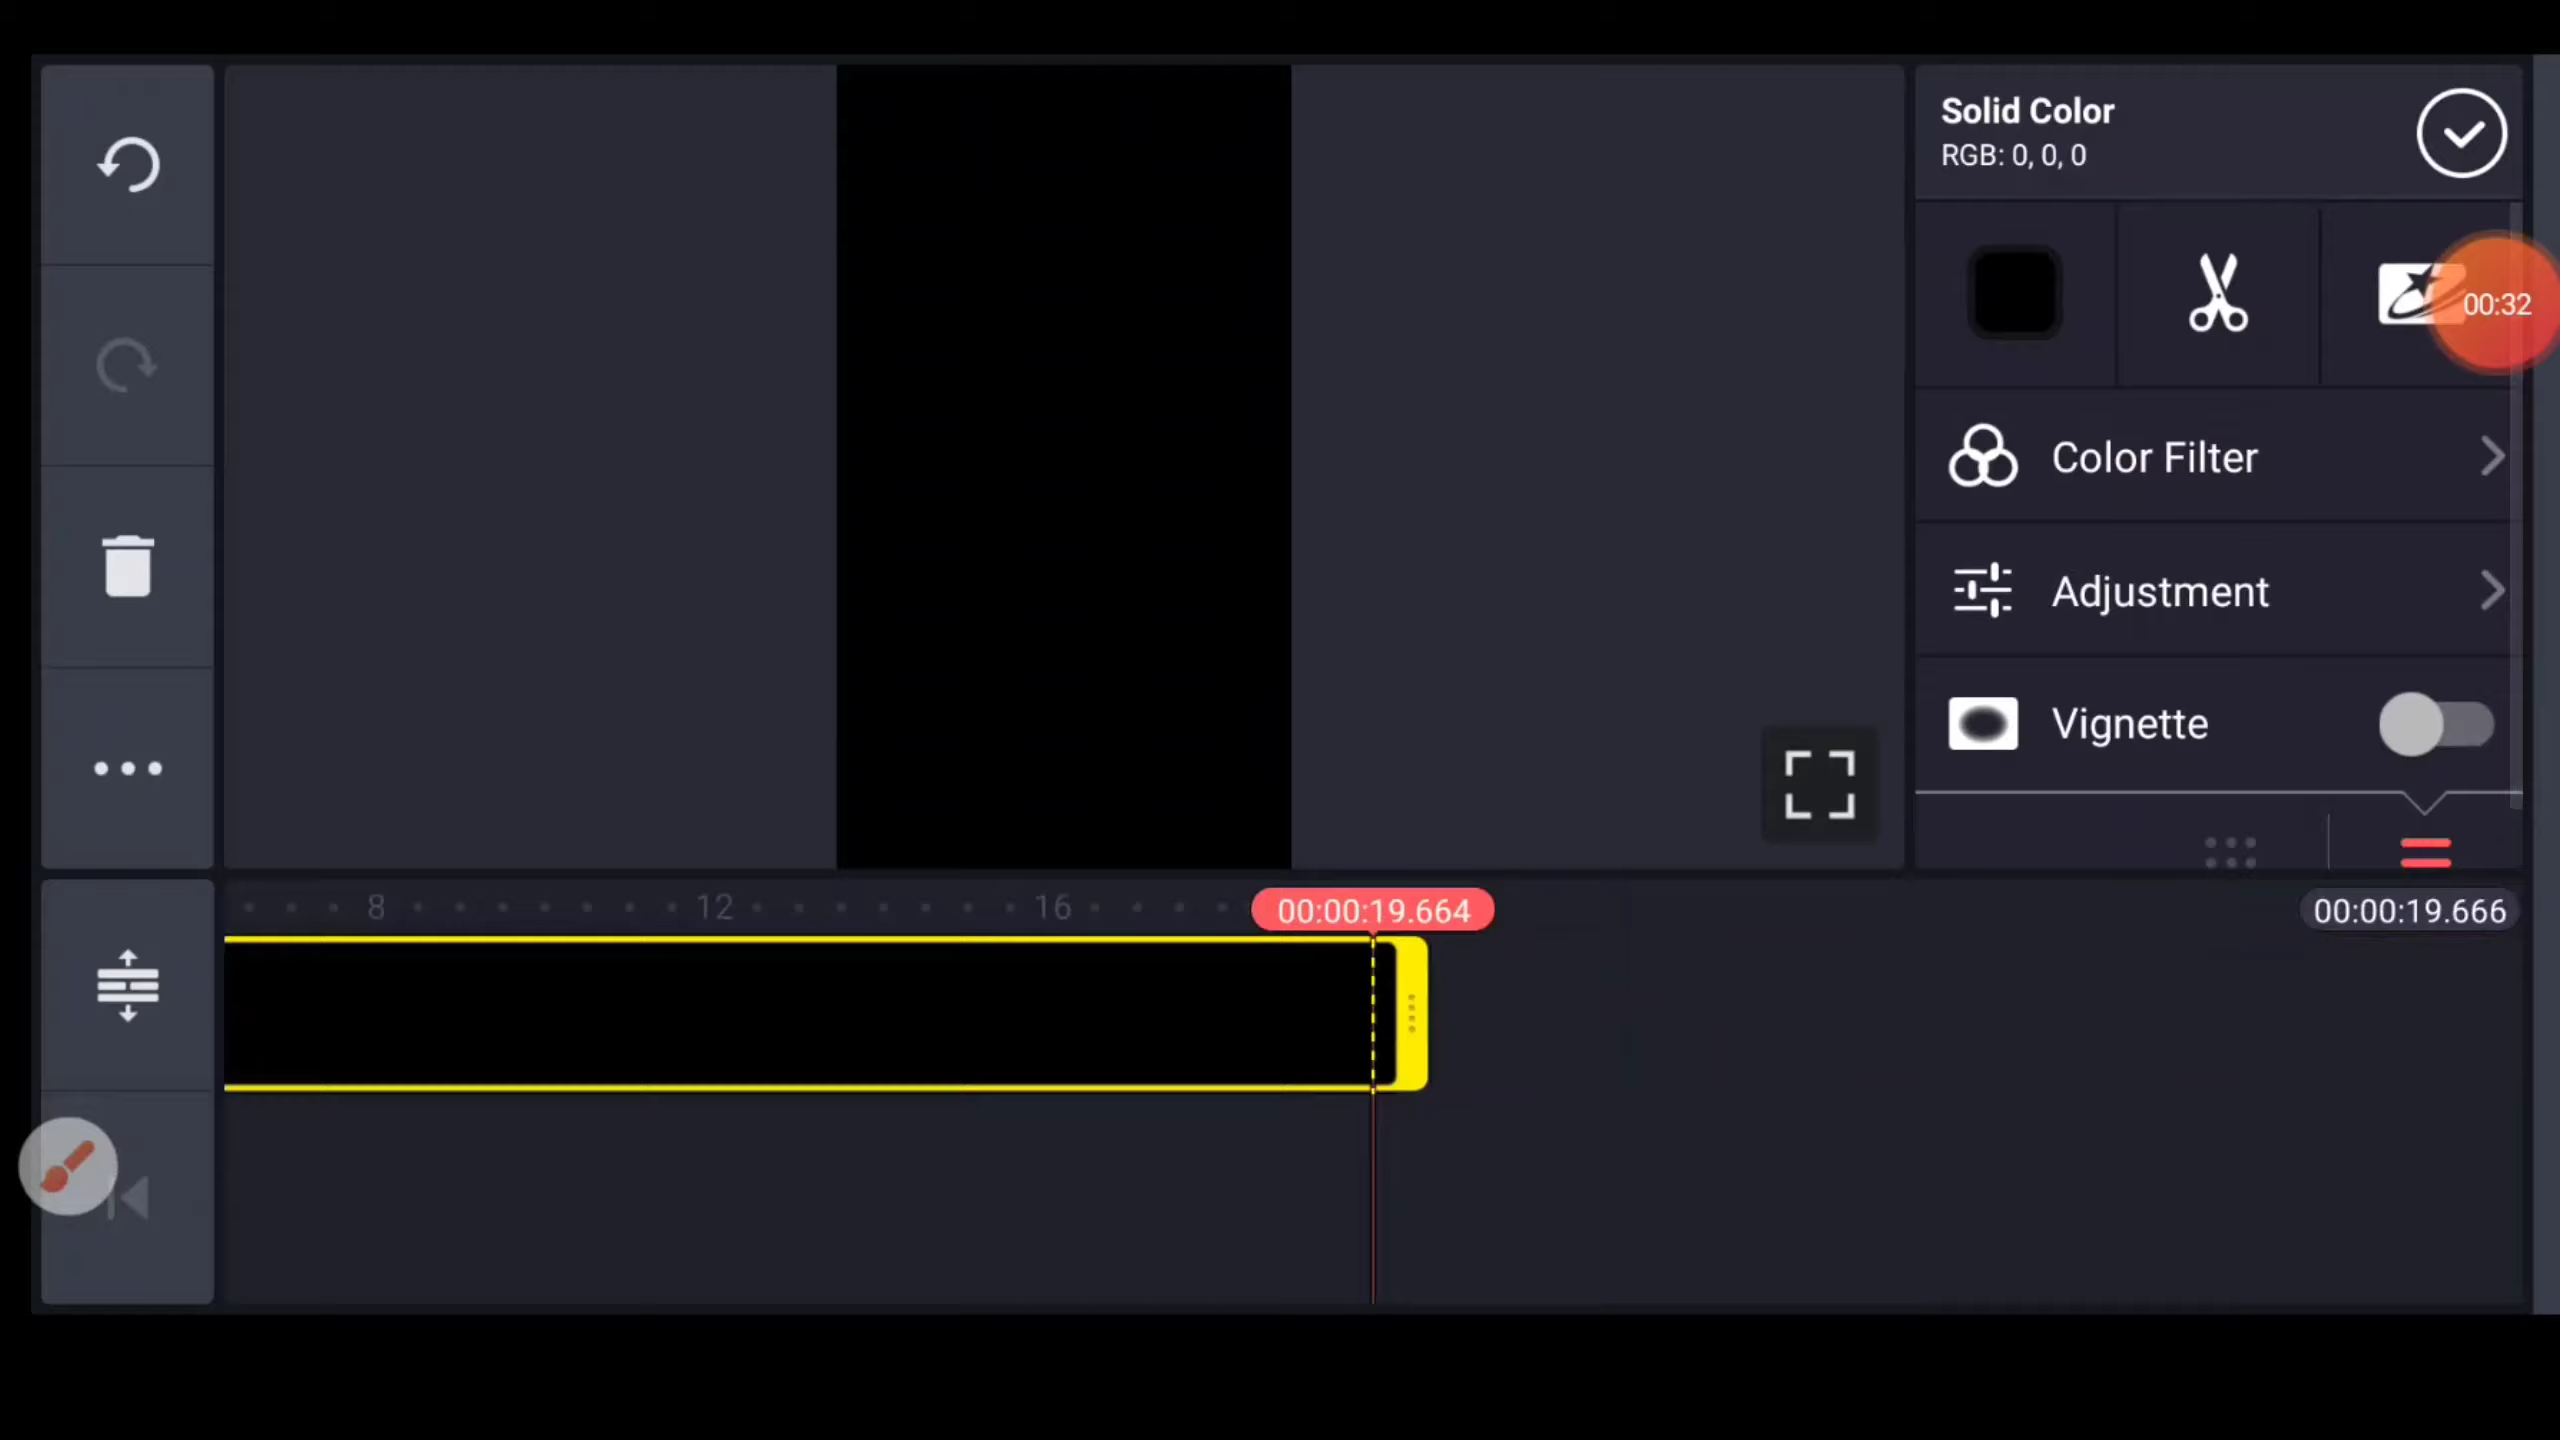 Solid Color
RGB: 0, 0, 0
00:32
Color Filter
Adjustment
Vignette
8
12
16
00:00:19.664
00:00:19.666